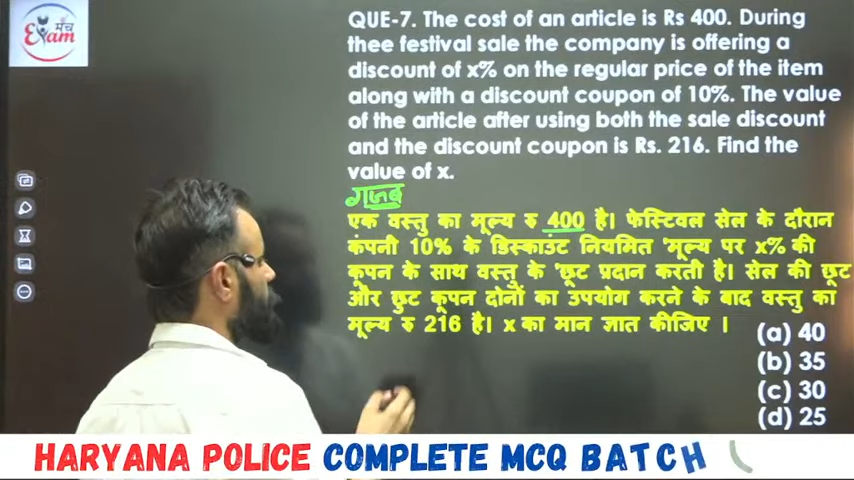 मंच
Exam
QUE-7. The cost of an article is Rs 400. During
thee festival sale the company is offering a
discount of x% on the regular price of the item
along with a discount coupon of 10%. The value
of the article after using both the sale discount
and the discount coupon is Rs. 216. Find the
value of x.
गजब
एक वस्तु का मूल्य रु 400 है। फेस्टिवल सेल के दौरान
कंपनी 10% के डिस्काउंट नियमित 'मूल्य पर x% की
कूपन के साथ वस्तु के 'छूट प्रदान करती है। सेल की छूट
और छुट कूपन दोनों का उपयोग करने के बाद वस्तु का
मूल्य रु 216 है। x का मान ज्ञात कीजिए ।
(a) 40
(b) 35
(c) 30
(d) 25
HARYANA POLICE COMPLETE MCQ BATCH